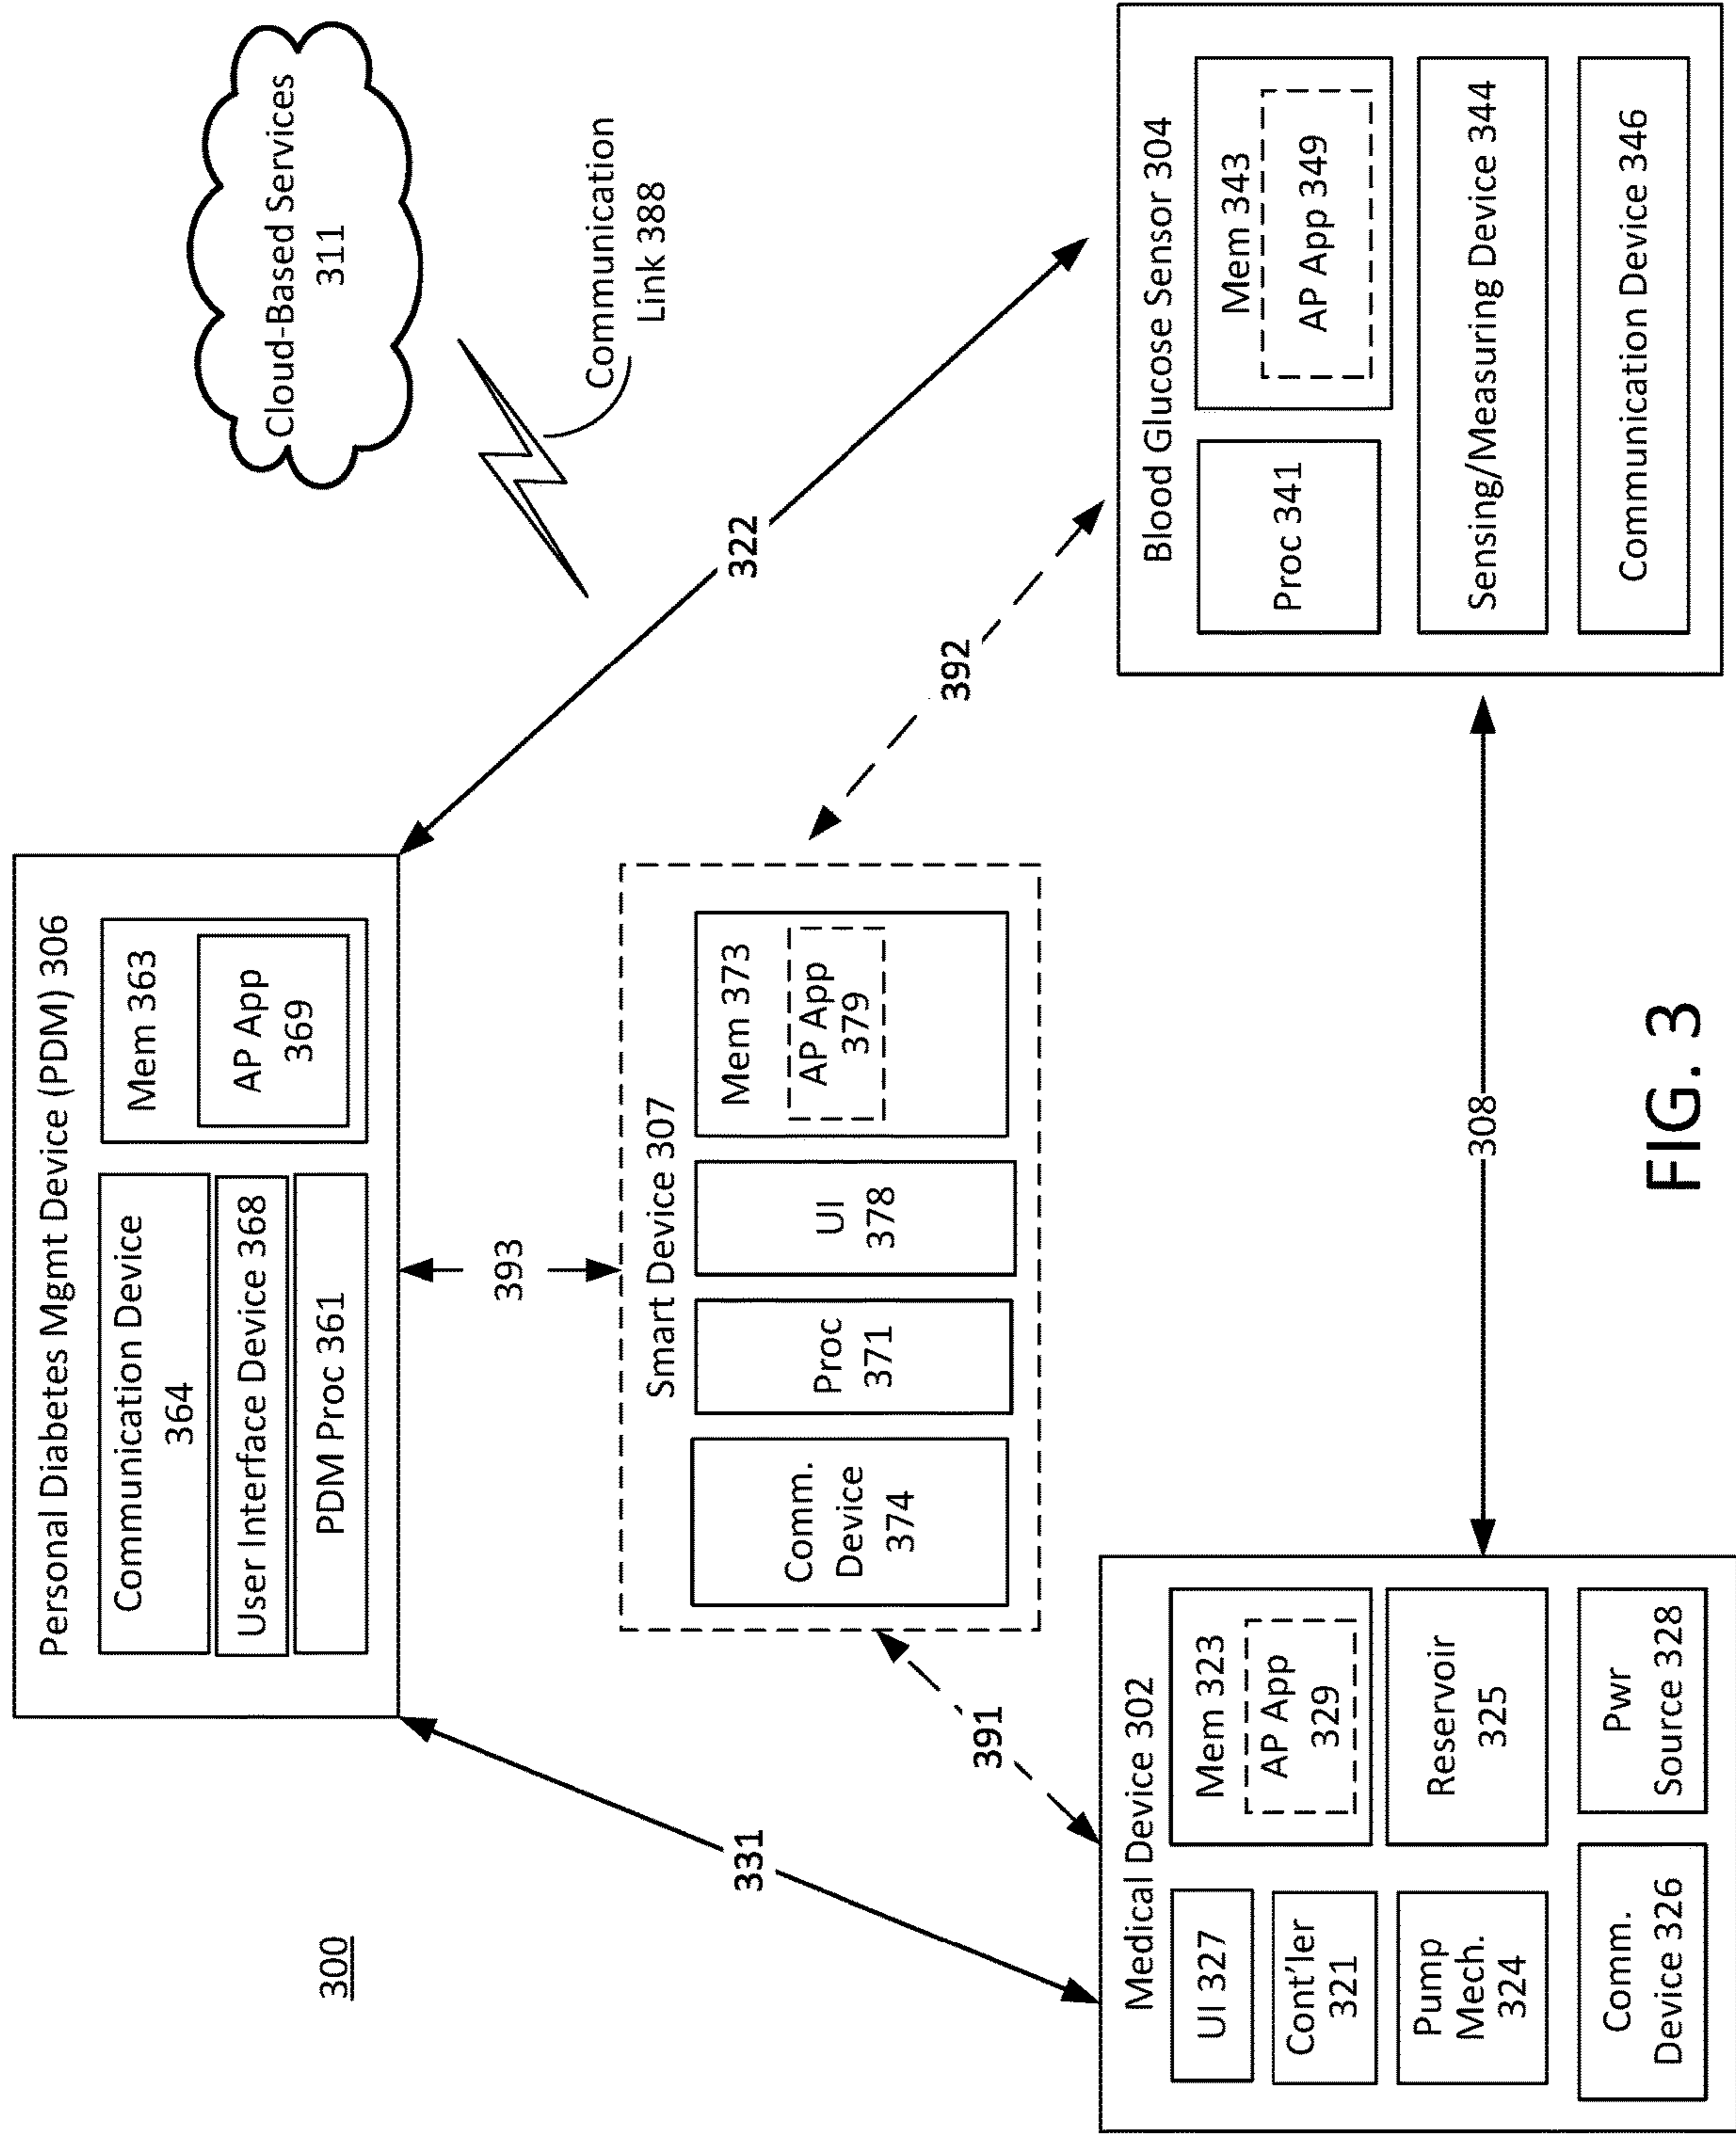 300
Personal Diabetes Mgmt Device (PDM) 306
Communication Device
364
User Interface Device 368
PDM Proc 361
Mem 363
AP App
369
Cloud-Based Services
311
Communication
Link 388
331
393
322
Smart Device 307
Comm.
Device
374
Proc
371
UI
378
Mem 373
AP App
379
391
392
Medical Device 302
UI 327
Cont'ler
321
Pump
Mech.
324
Comm.
Device 326
Mem 323
AP App
329
Reservoir
325
Pwr
Source 328
308
Blood Glucose Sensor 304
Proc 341
Mem 343
AP App 349
Sensing/Measuring Device 344
Communication Device 346
FIG. 3